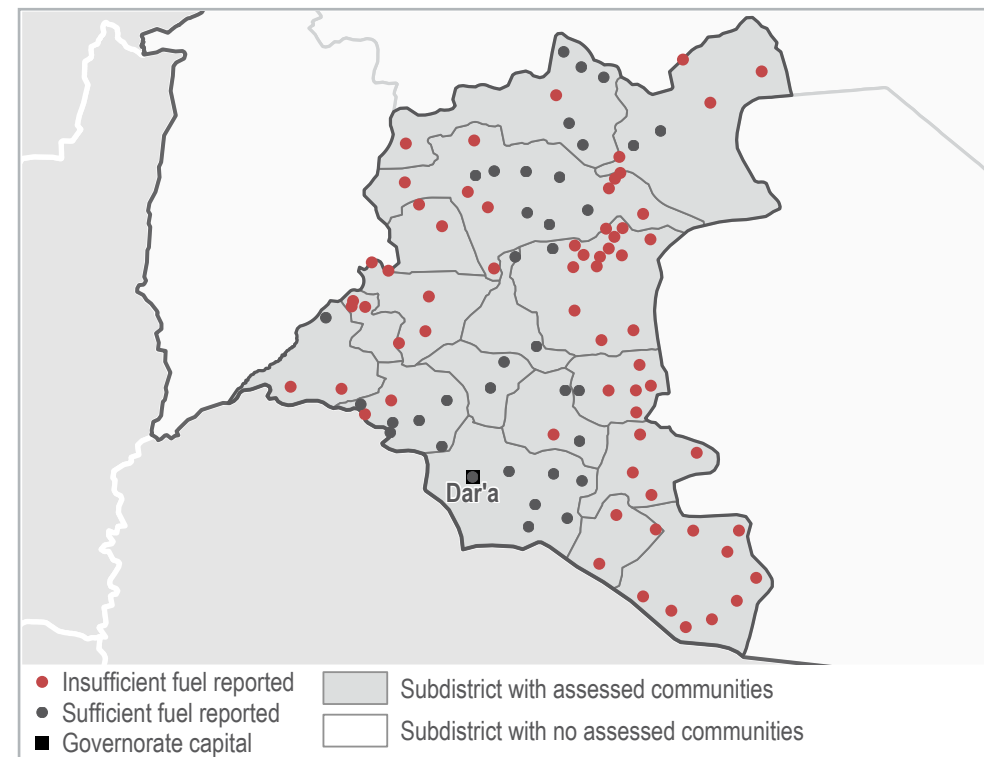 Dar'a
Insufficient fuel reported
Sufficient fuel reported
Governorate capital
Subdistrict with assessed communities
Subdistrict with no assessed communities